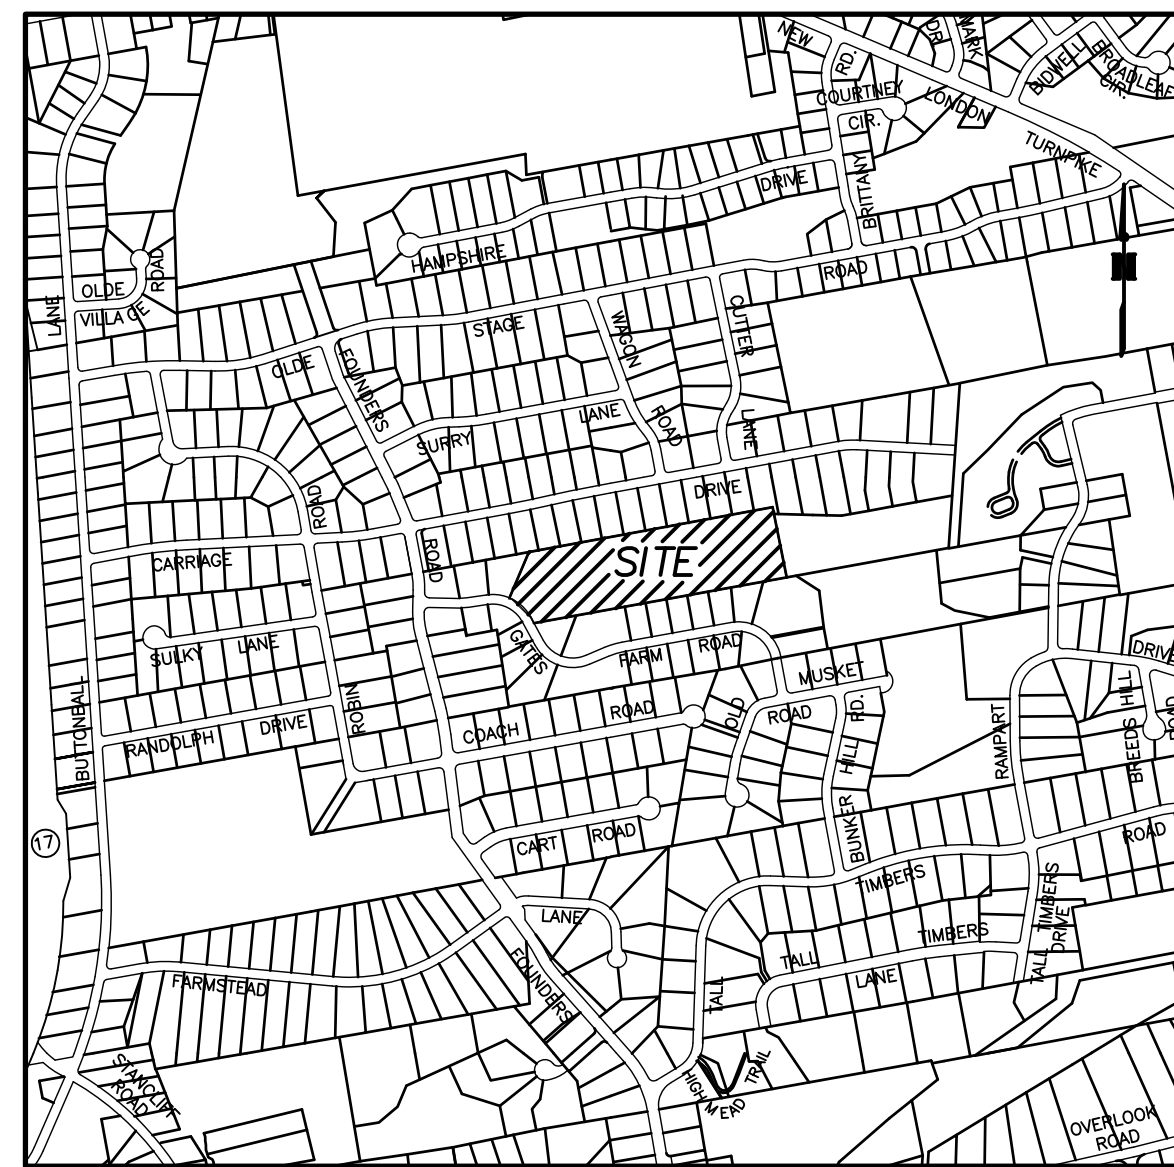 NEW
LONDON
TURNPIKE
DRI
MARK
BIDWELL
BROADLEAF
CIR.
RD.
COURTNEY
CIR.
BRITTANY
DRIVE
HAMPSHIRE
ROAD
OLDE
VILLAGE
ROAD
LANE
N
STAGE
OLDE
FOUNDERS
WAGON
ROAD
CUTTER
LANE
SURRY
LANE
DRIVE
CARRIAGE
ROAD
ROAD
SITE
SULKY
LANE
GATES
FARM
ROAD
MUSKET
ROAD
OLD
RD.
HILL
BUNKER
BUTTONBALL
RANDOLPH
DRIVE
ROBIN
COACH
ROAD
RAMPART
DRIVE
BREEDS HILL
ROAD
ROAD
17
CART
ROAD
TIMBERS
LANE
TIMBERS
TALL
LANE
TALL
TALL
TIMBERS
DRIVE
FARMSTEAD
FOUNDERS
STANCLIFF
ROAD
HIGHMEAD
TRAIL
OVERLOOK
ROAD